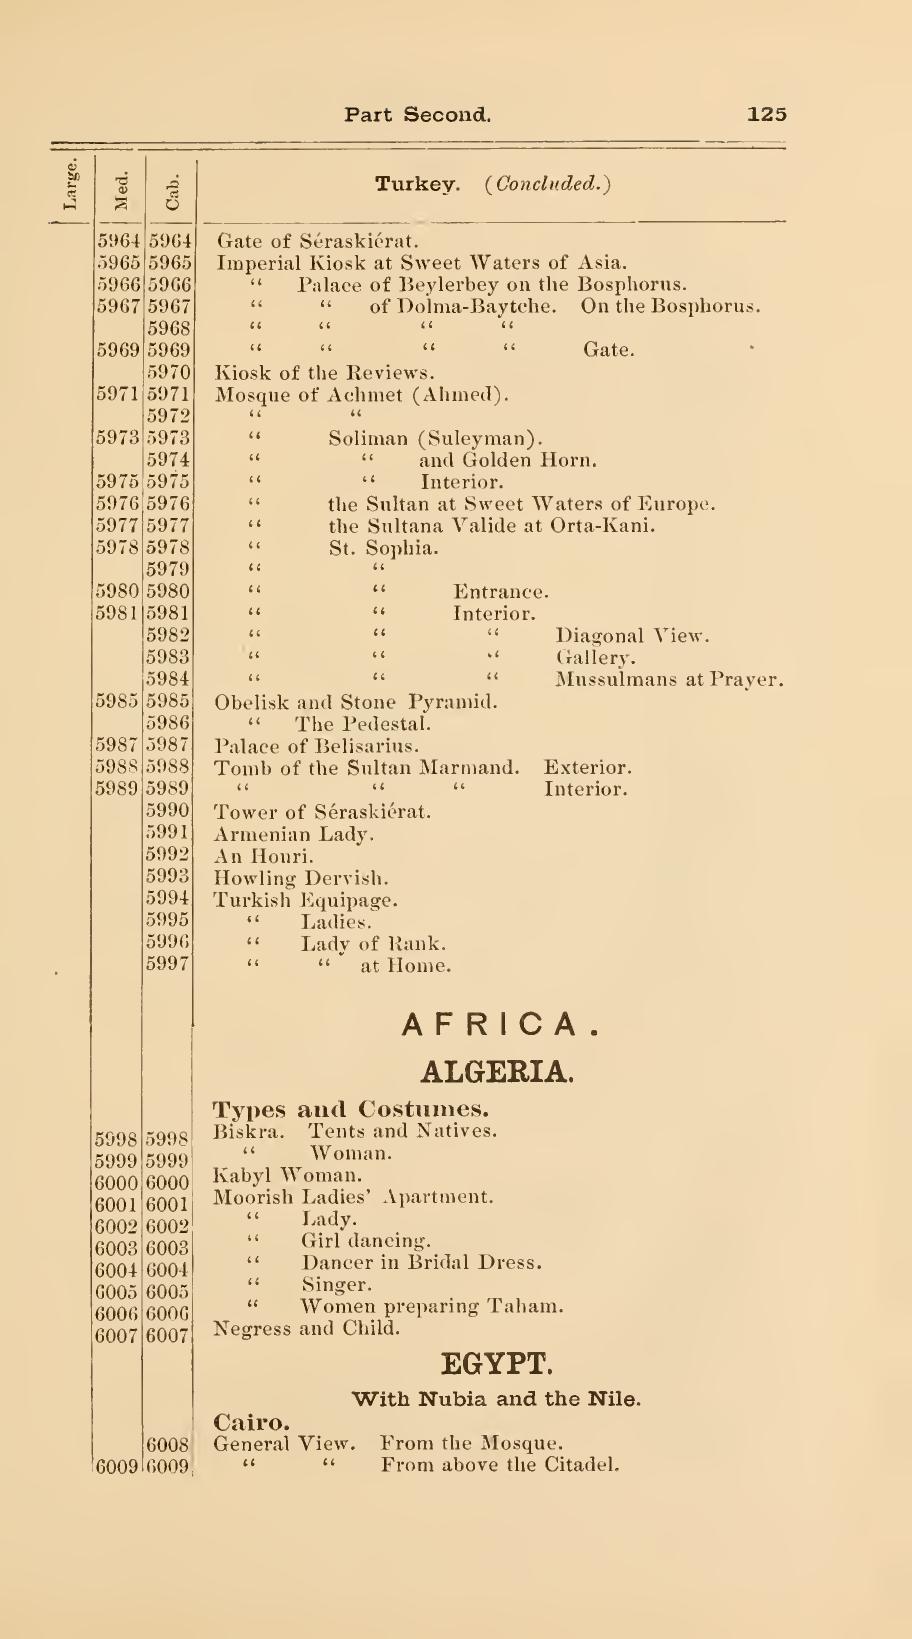 Part Second. 125
Large. Med. Cab. Turkey. (Concluded.)
5964 5964 Gate of Séraskiérat.
5965 5965 Imperial Kiosk at Sweet Waters of Asia.
5966 5966 “ Palace of Beylerbey on the Bosphorus.
5967 5967 “ “ of Dolma-Baytche. On the Bosphorus.
5968 “ “ “ “
5969 5969 “ “ “ “ Gate.
5970 Kiosk of the Reviews.
5971 5971 Mosque of Achmet (Ahmed).
5972 “ “
5973 5973 “ Soliman (Suleyman).
5974 “ “ and Golden Horn.
5975 5975 “ “ Interior.
5976 5976 “ the Sultan at Sweet Waters of Europe.
5977 5977 “ the Sultana Valide at Orta-Kani.
5978 5978 “ St. Sophia.
5979 “ “
5980 5980 “ “ Entrance.
5981 5981 “ “ Interior.
5982 “ “ “ Diagonal View.
5983 “ “ “ Gallery.
5984 “ “ “ Mussulmans at Prayer.
5985 5985 Obelisk and Stone Pyramid.
5986 “ The Pedestal.
5987 5987 Palace of Belisarius.
5988 5988 Tomb of the Sultan Marmand. Exterior.
5989 5989 “ “ “ Interior.
5990 Tower of Séraskiérat.
5991 Armenian Lady.
5992 An Houri.
5993 Howling Dervish.
5994 Turkish Equipage.
5995 “ Ladies.
5996 “ Lady of Rank.
5997 “ “ at Home.
AFRICA.
ALGERIA.
Types and Costumes.
5998 5998 Biskra. Tents and Natives.
5999 5999 “ Woman.
6000 6000 Kabyl Woman.
6001 6001 Moorish Ladies’ Apartment.
6002 6002 “ Lady.
6003 6003 “ Girl dancing.
6004 6004 “ Dancer in Bridal Dress.
6005 6005 “ Singer.
6006 6006 “ Women preparing Taham.
6007 6007 Negress and Child.
EGYPT.
With Nubia and the Nile.
Cairo.
6008 General View. From the Mosque.
6009 6009 “ “ From above the Citadel.